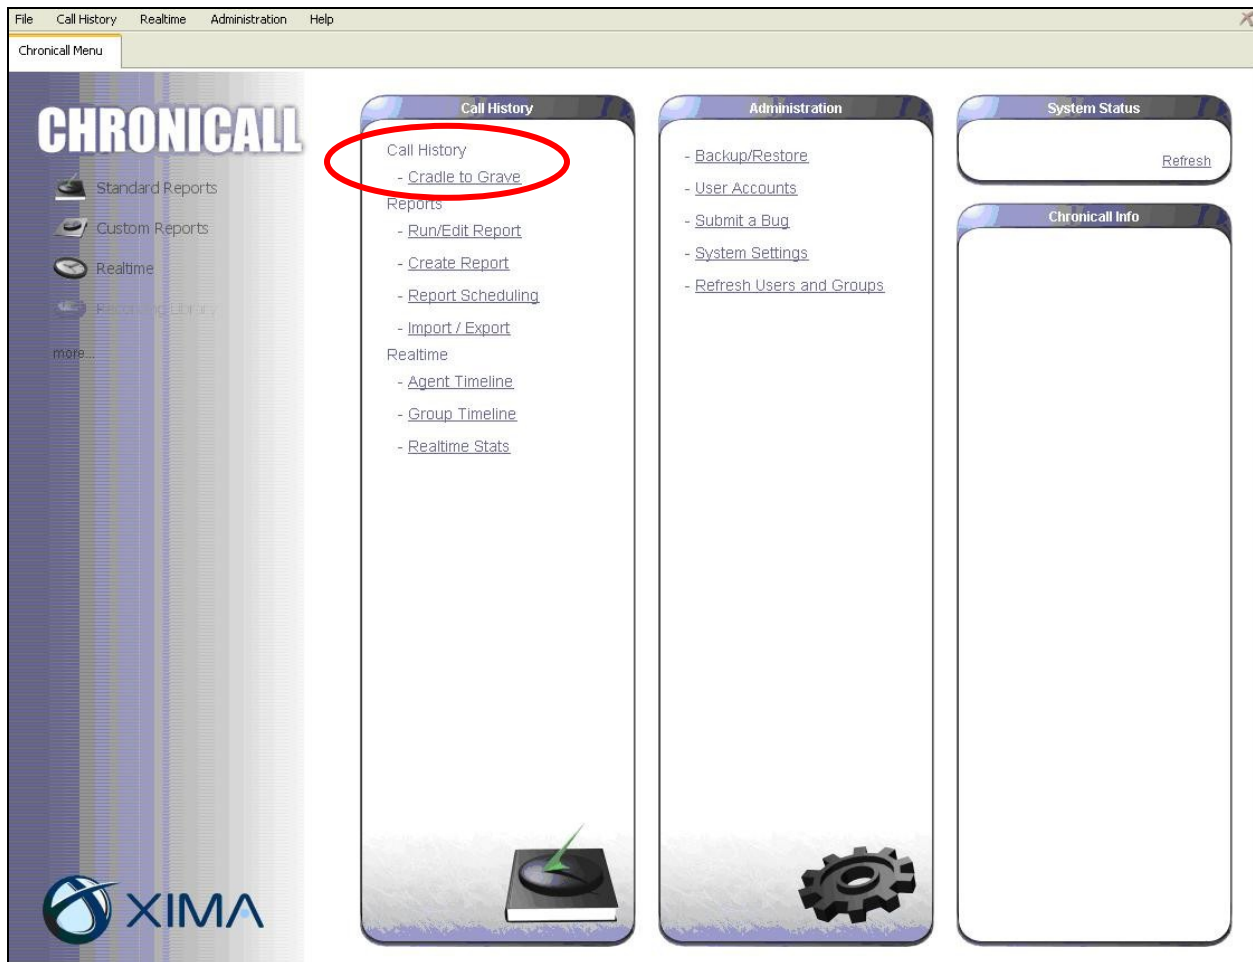 File Call History Realtime Administration Help
Chronicall Menu
CHRONICALL
Standard Reports
Custom Reports
Realtime
Recording Library
more...
XIMA
Call History
Call History
- Cradle to Grave
Reports
- Run/Edit Report
- Create Report
- Report Scheduling
- Import / Export
Realtime
- Agent Timeline
- Group Timeline
- Realtime Stats
Administration
- Backup/Restore
- User Accounts
- Submit a Bug
- System Settings
- Refresh Users and Groups
System Status
Refresh
Chronicall Info